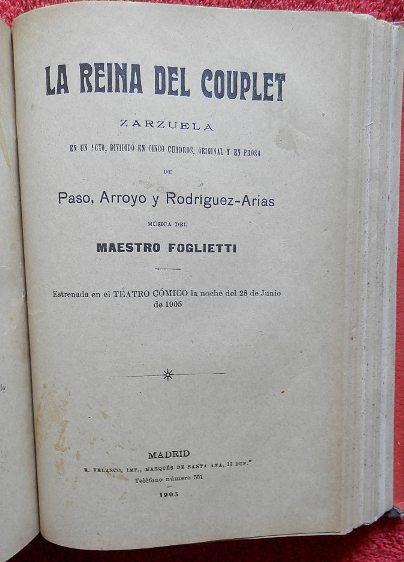 LA REINA DEL COUPLET
ZARZUELA
EN UN ACTO, DIVIDIDO EN CINCO CUADROS, ORIGINAL Y EN PROSA
DE
Paso, Arroyo y Rodríguez-Arias
MÚSICA DEL
MAESTRO FOGLIETTI
Estrenada en el TEATRO CÓMICO la noche del 28 de Junio
de 1905
MADRID
R. VELASCO, IMP., MARQUÉS DE SANTA ANA, 11 DUP.º
Teléfono número 551
1905